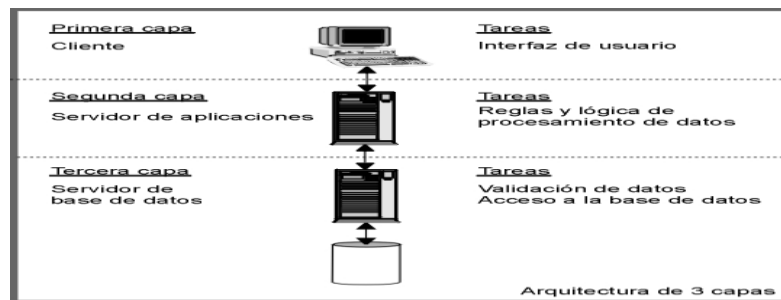 Primera capa
Cliente
Tareas
Interfaz de usuario
Segunda capa
Servidor de aplicaciones
Tareas
Reglas y lógica de
procesamiento de datos
Tercera capa
Servidor de
base de datos
Tareas
Validación de datos
Acceso a la base de datos
Arquitectura de 3 capas